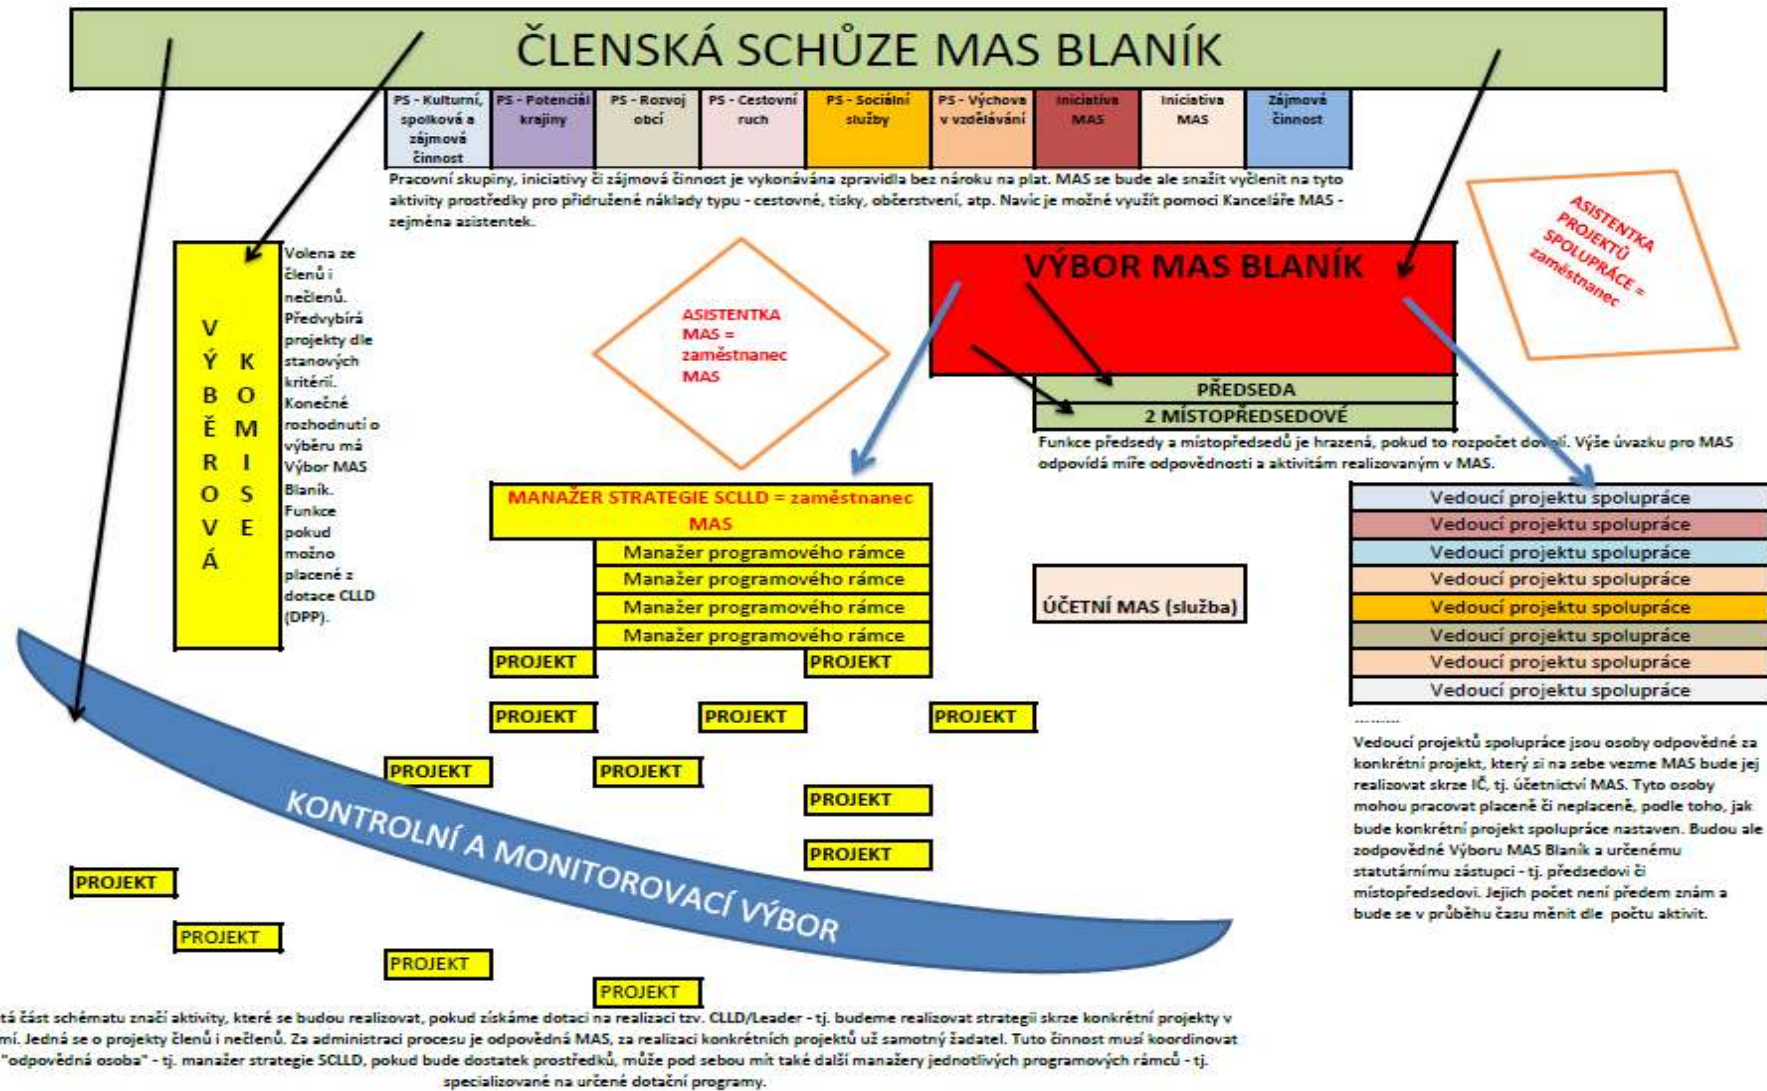 ČLENSKÁ SCHŮZE MAS BLANÍK
PS - Kulturní,
spolková a
zájmová
činnost
PS - Potenciál
krajiny
PS - Rozvoj
obcí
PS - Cestovní
ruch
PS - Sociální
služby
PS - Výchova
v vzdělávání
Iniciativa
MAS
Iniciativa
MAS
Zájmová
činnost
Pracovní skupiny, iniciativy či zájmová činnost je vykonávána zpravidla bez nároku na plat. MAS se bude ale snažit vyčlenit na tyto
aktivity prostředky pro přidružené náklady typu - cestovné, tisky, občerstvení, atp. Navíc je možné využít pomoci Kanceláře MAS -
zejména asistentek.
VÝBĚROVÁ
KOMISE
Volena ze
členů i
nečlenů.
Předvybírá
projekty dle
stanových
kritérií.
Konečné
rozhodnutí o
výběru má
Výbor MAS
Blaník.
Funkce
pokud
možno
placené z
dotace CLLD
(DPP).
ASISTENTKA
MAS =
zaměstnanec
MAS
VÝBOR MAS BLANÍK
PŘEDSEDA
2 MÍSTOPŘEDSEDOVÉ
Funkce předsedy a místopředsedů je hrazená, pokud to rozpočet dovolí. Výše úvazku pro MAS
odpovídá míře odpovědnosti a aktivitám realizovaným v MAS.
ASISTENTKA
PROJEKTŮ
SPOLUPRÁCE =
zaměstnanec
MANAŽER STRATEGIE SCLLD = zaměstnanec
MAS
Manažer programového rámce
Manažer programového rámce
Manažer programového rámce
Manažer programového rámce
ÚČETNÍ MAS (služba)
Vedoucí projektu spolupráce
Vedoucí projektu spolupráce
Vedoucí projektu spolupráce
Vedoucí projektu spolupráce
Vedoucí projektu spolupráce
Vedoucí projektu spolupráce
Vedoucí projektu spolupráce
Vedoucí projektu spolupráce
..........
Vedoucí projektů spolupráce jsou osoby odpovědné za
konkrétní projekt, který si na sebe vezme MAS bude jej
realizovat skrze IČ, tj. účetnictví MAS. Tyto osoby
mohou pracovat placeně či neplaceně, podle toho, jak
bude konkrétní projekt spolupráce nastaven. Budou ale
zodpovědné Výboru MAS Blaník a určenému
statutárnímu zástupci - tj. předsedovi či
místopředsedovi. Jejich počet není předem znám a
bude se v průběhu času měnit dle počtu aktivit.
PROJEKT
PROJEKT
PROJEKT
PROJEKT
PROJEKT
PROJEKT
PROJEKT
PROJEKT
PROJEKT
PROJEKT
PROJEKT
PROJEKT
PROJEKT
KONTROLNÍ A MONITOROVACÍ VÝBOR
tá část schématu značí aktivity, které se budou realizovat, pokud získáme dotaci na realizaci tzv. CLLD/Leader - tj. budeme realizovat strategii skrze konkrétní projekty v
mí. Jedná se o projekty členů i nečlenů. Za administraci procesu je odpovědná MAS, za realizaci konkrétních projektů už samotný žadatel. Tuto činnost musí koordinovat
"odpovědná osoba" - tj. manažer strategie SCLLD, pokud bude dostatek prostředků, může pod sebou mít také další manažery jednotlivých programových rámců - tj.
specializované na určené dotační programy.